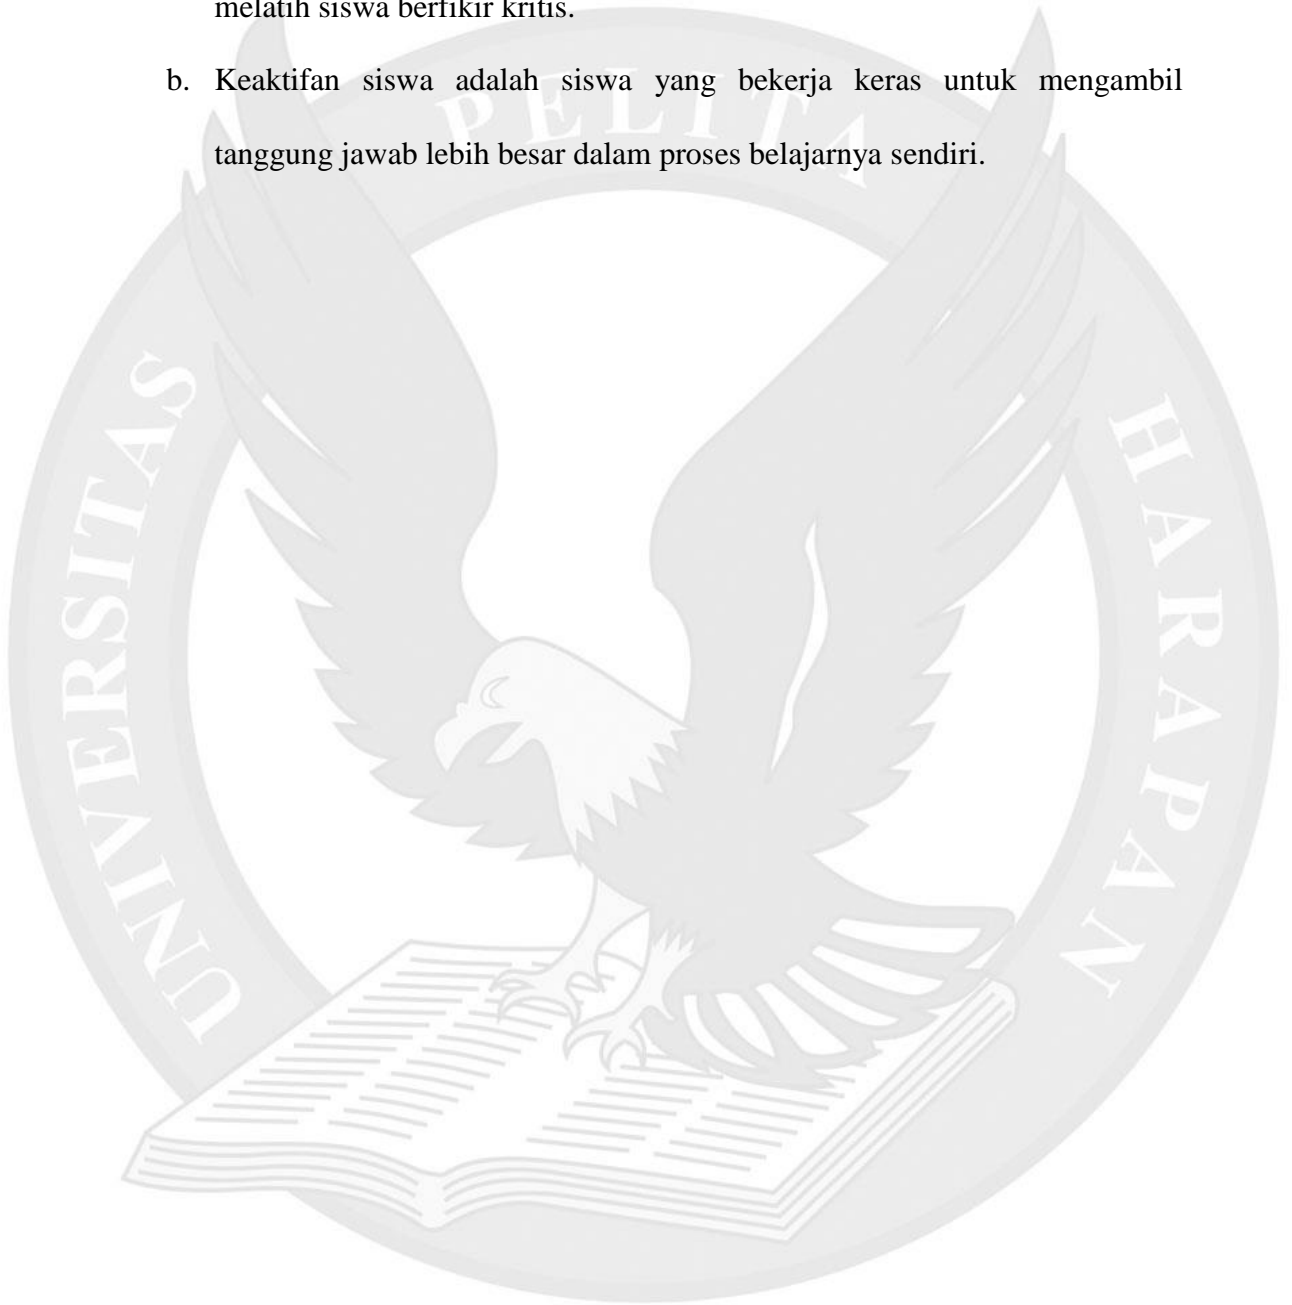 melatih siswa berfikir kritis.
b. Keaktifan siswa adalah siswa yang bekerja keras untuk mengambil
tanggung jawab lebih besar dalam proses belajarnya sendiri.
UNIVERSITAS PELITA HARAPAN